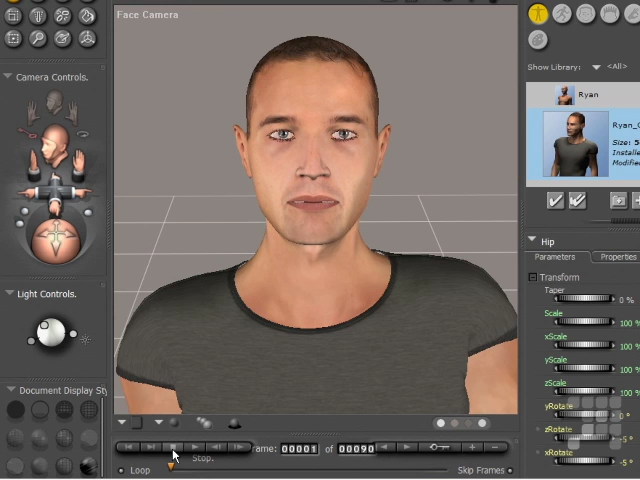 Face Camera
Camera Controls.
Light Controls.
Document Display St
Stop.
Frame: 00001 of 00090
Loop
Skip Frames
Show Library: <All>
Ryan
Ryan_
Size: 5
Installe
Modifie
Hip
Parameters
Properties
Transform
Taper
0 %
Scale
100 %
xScale
100 %
yScale
100 %
zScale
100 %
yRotate
0 °
zRotate
-5 °
xRotate
-5 °